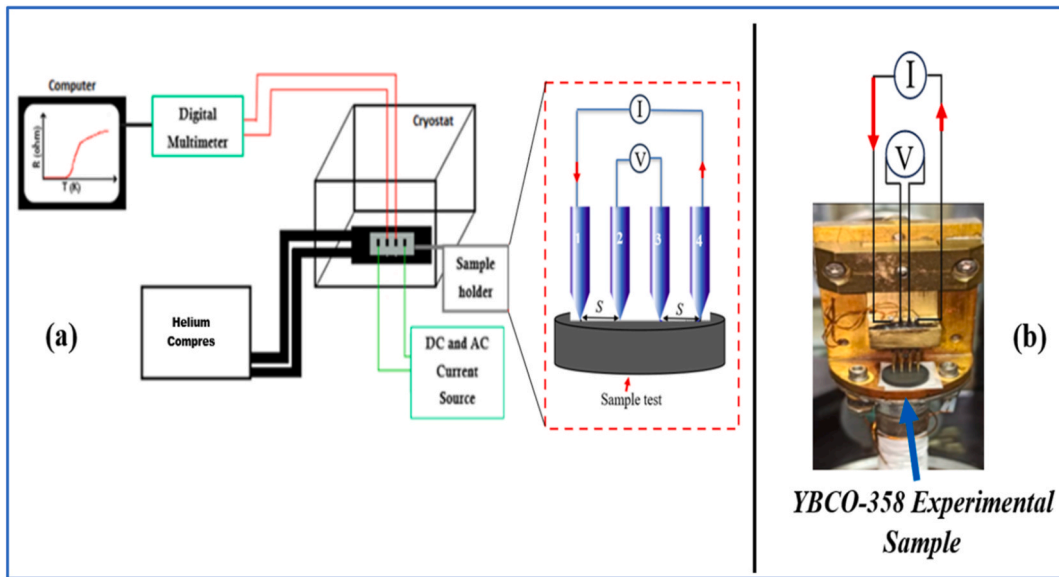 Computer
R (ohm)
T (K)
Digital
Multimeter
Cryostat
Sample
holder
Helium
Compres
DC and AC
Current
Source
(a)
I
V
1 2 3 4
S S
Sample test
I
V
(b)
YBCO-358 Experimental
Sample